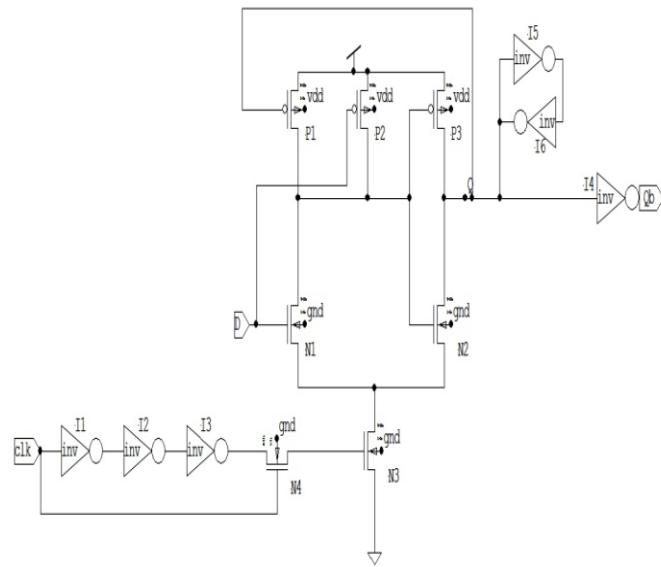 I5
inv
inv
I6
vdd
vdd
vdd
P1
P2
P3
Q
I4
inv
Qb
D
gnd
gnd
N1
N2
I1
I2
I3
gnd
gnd
clk
inv
inv
inv
N4
N3